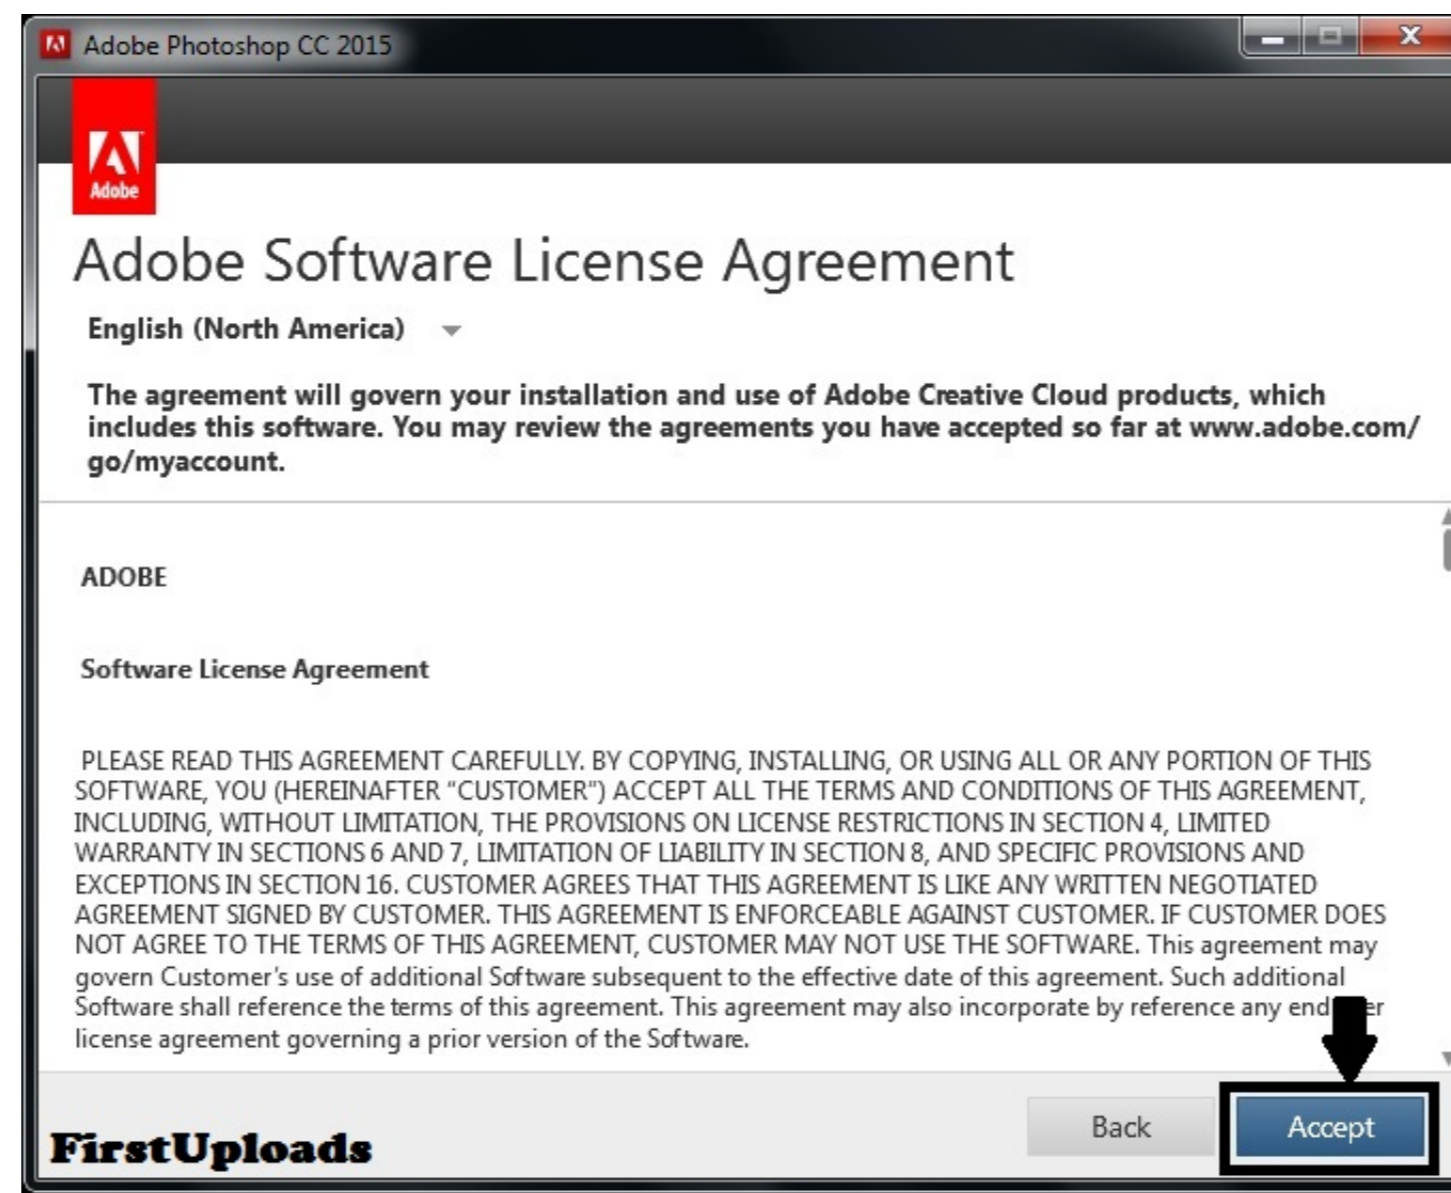 Adobe Photoshop CC 2015
Adobe
Adobe Software License Agreement
English (North America)
The agreement will govern your installation and use of Adobe Creative Cloud products, which
includes this software. You may review the agreements you have accepted so far at www.adobe.com/
go/myaccount.
ADOBE
Software License Agreement
PLEASE READ THIS AGREEMENT CAREFULLY. BY COPYING, INSTALLING, OR USING ALL OR ANY PORTION OF THIS
SOFTWARE, YOU (HEREINAFTER “CUSTOMER”) ACCEPT ALL THE TERMS AND CONDITIONS OF THIS AGREEMENT,
INCLUDING, WITHOUT LIMITATION, THE PROVISIONS ON LICENSE RESTRICTIONS IN SECTION 4, LIMITED
WARRANTY IN SECTIONS 6 AND 7, LIMITATION OF LIABILITY IN SECTION 8, AND SPECIFIC PROVISIONS AND
EXCEPTIONS IN SECTION 16. CUSTOMER AGREES THAT THIS AGREEMENT IS LIKE ANY WRITTEN NEGOTIATED
AGREEMENT SIGNED BY CUSTOMER. THIS AGREEMENT IS ENFORCEABLE AGAINST CUSTOMER. IF CUSTOMER DOES
NOT AGREE TO THE TERMS OF THIS AGREEMENT, CUSTOMER MAY NOT USE THE SOFTWARE. This agreement may
govern Customer’s use of additional Software subsequent to the effective date of this agreement. Such additional
Software shall reference the terms of this agreement. This agreement may also incorporate by reference any end
license agreement governing a prior version of the Software.
Back
Accept
FirstUploads